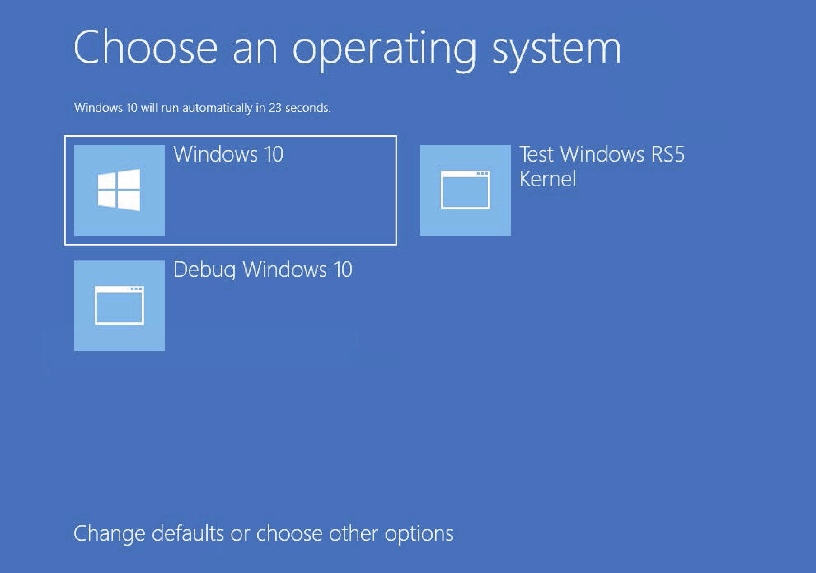 Choose an operating system
Windows 10 will run automatically in 23 seconds.
Windows 10
Test Windows RS5
Kernel
Debug Windows 10
Change defaults or choose other options